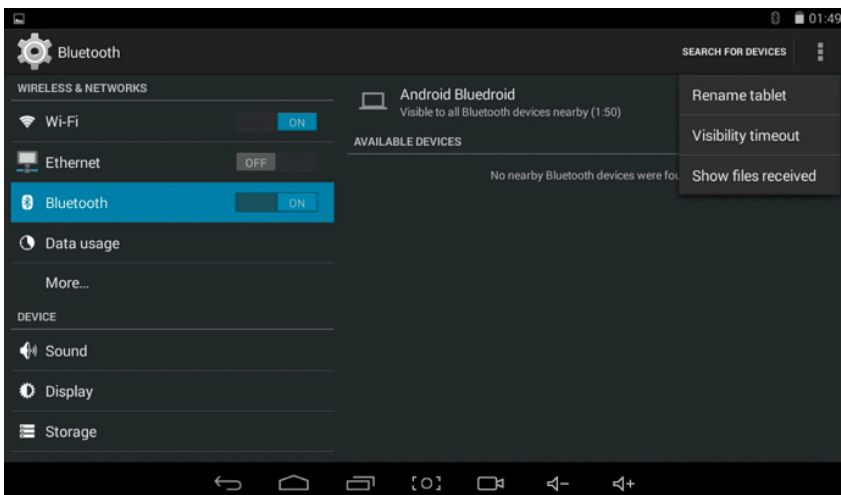 01:49
Bluetooth
SEARCH FOR DEVICES
WIRELESS & NETWORKS
Wi-Fi
ON
Ethernet
OFF
Bluetooth
ON
Data usage
More...
DEVICE
Sound
Display
Storage
Android Bluedroid
Visible to all Bluetooth devices nearby (1:50)
AVAILABLE DEVICES
No nearby Bluetooth devices were
Rename tablet
Visibility timeout
Show files received